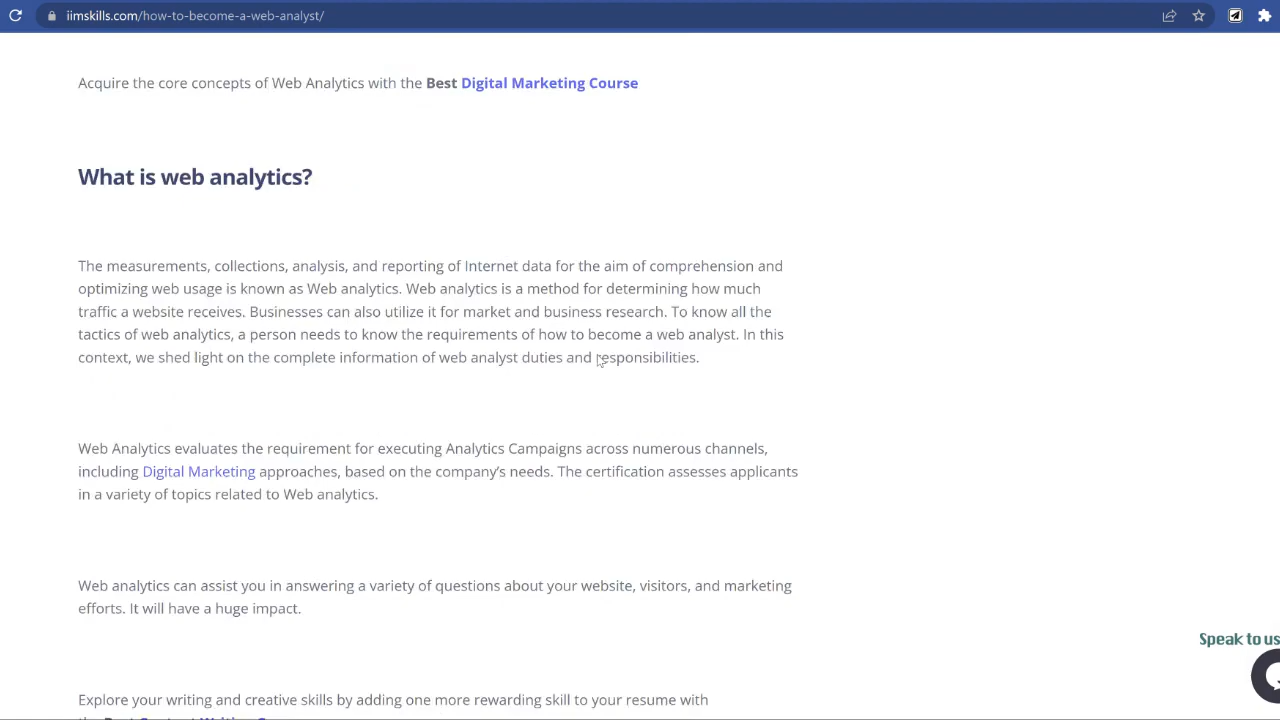 iimskills.com/how-to-become-a-web-analyst/
Acquire the core concepts of Web Analytics with the Best Digital Marketing Course
What is web analytics?
The measurements, collections, analysis, and reporting of Internet data for the aim of comprehension and
optimizing web usage is known as Web analytics. Web analytics is a method for determining how much
traffic a website receives. Businesses can also utilize it for market and business research. To know all the
tactics of web analytics, a person needs to know the requirements of how to become a web analyst. In this
context, we shed light on the complete information of web analyst duties and responsibilities.
Web Analytics evaluates the requirement for executing Analytics Campaigns across numerous channels,
including Digital Marketing approaches, based on the company's needs. The certification assesses applicants
in a variety of topics related to Web analytics.
Web analytics can assist you in answering a variety of questions about your website, visitors, and marketing
efforts. It will have a huge impact.
Speak to us
Explore your writing and creative skills by adding one more rewarding skill to your resume with
the Best Content Writing